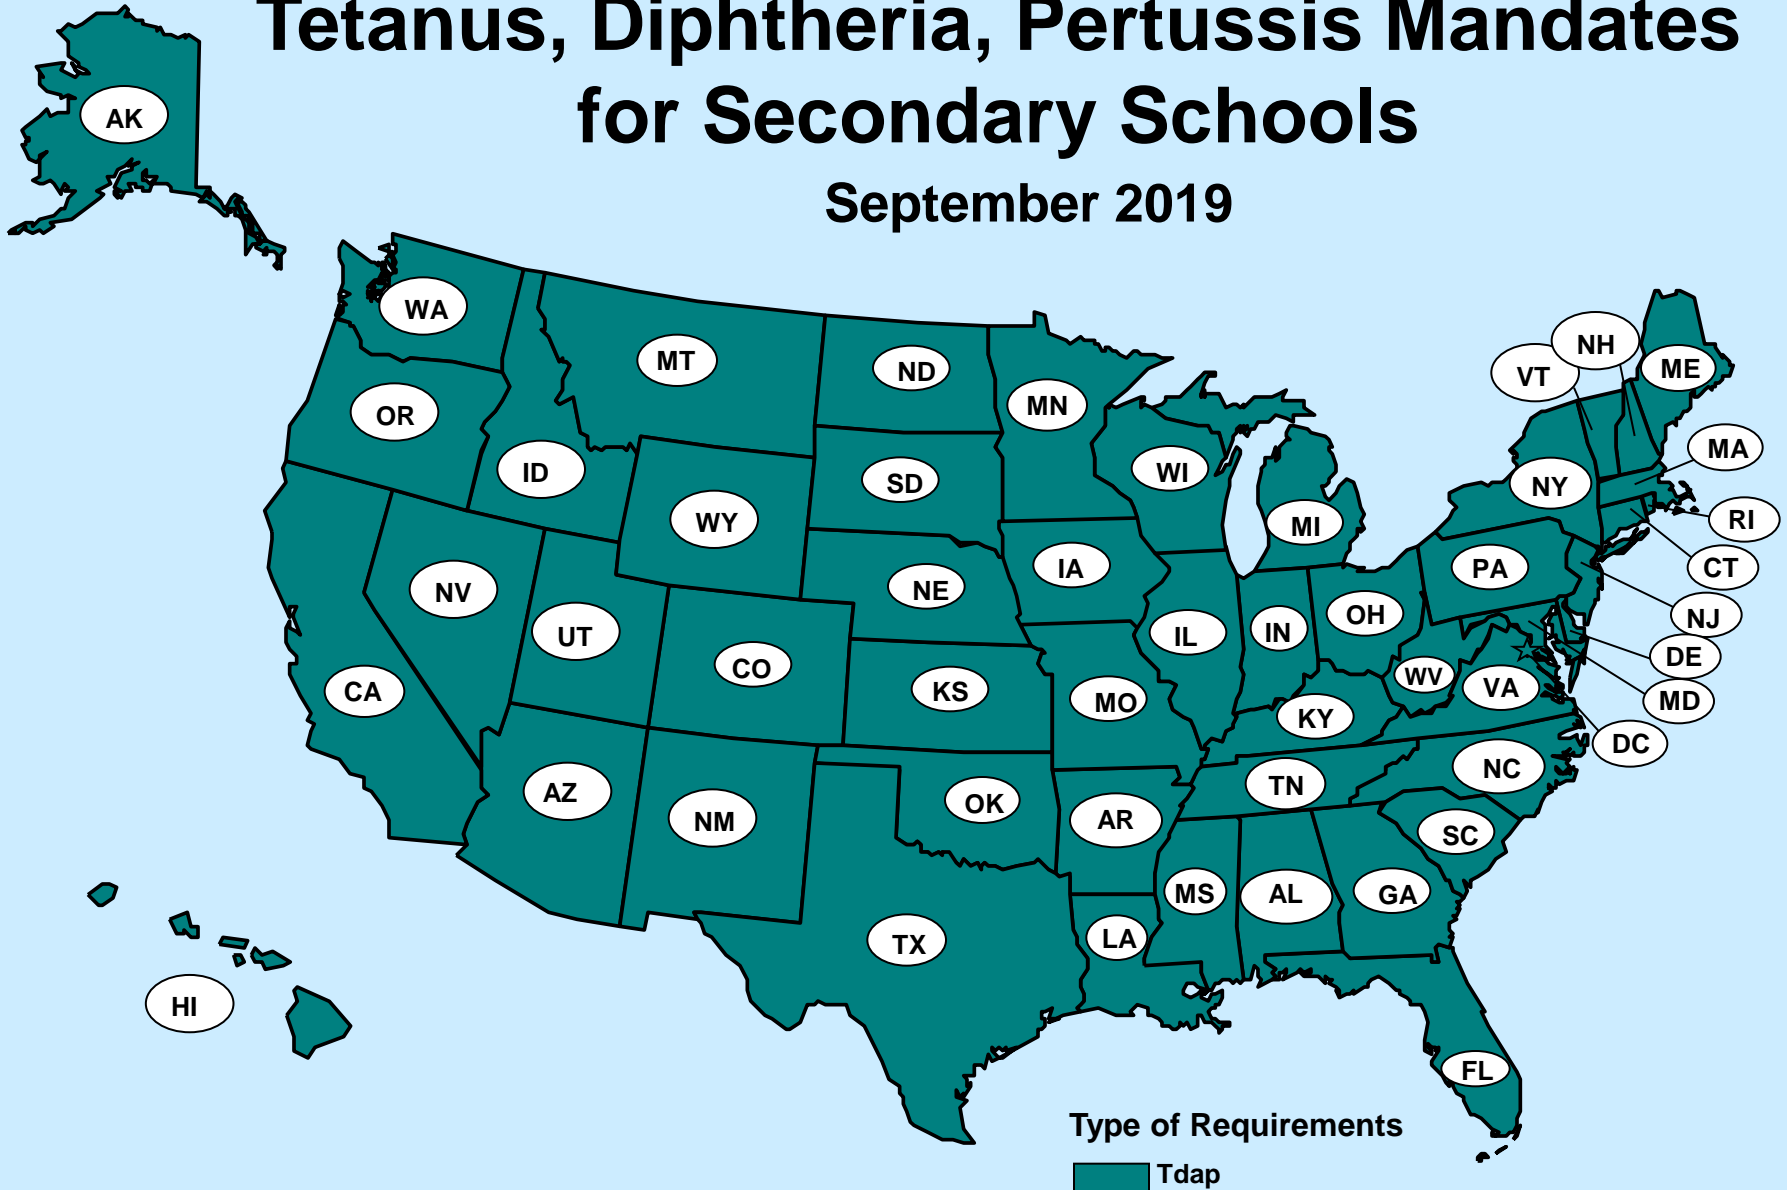 Tetanus, Diphtheria, Pertussis Mandates
for Secondary Schools
September 2019
AK
WA
MT
ND
MN
OR
ID
WY
SD
WI
MI
NY
VT
NH
ME
MA
RI
CT
NJ
DE
MD
DC
PA
NV
UT
CO
NE
IA
IL
IN
OH
WV
VA
CA
KS
MO
KY
NC
AZ
NM
OK
AR
TN
SC
TX
LA
MS
AL
GA
HI
FL
Type of Requirements
Tdap